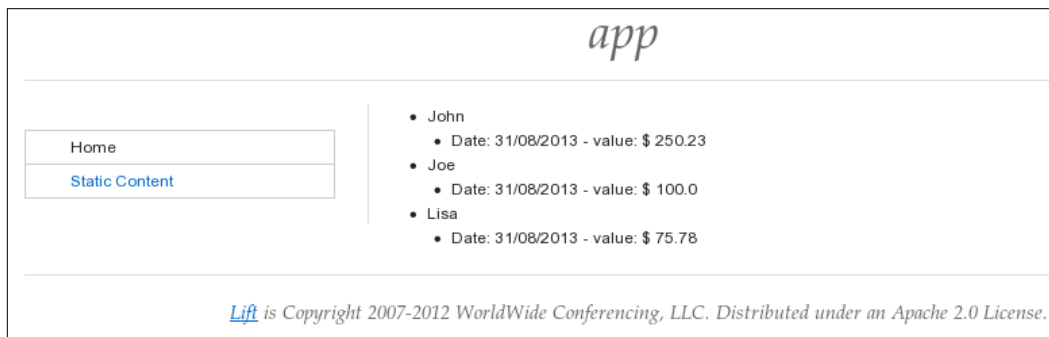 app
Home
Static Content
John
Date: 31/08/2013 - value: $ 250.23
Joe
Date: 31/08/2013 - value: $ 100.0
Lisa
Date: 31/08/2013 - value: $ 75.78
Lift is Copyright 2007-2012 WorldWide Conferencing, LLC. Distributed under an Apache 2.0 License.